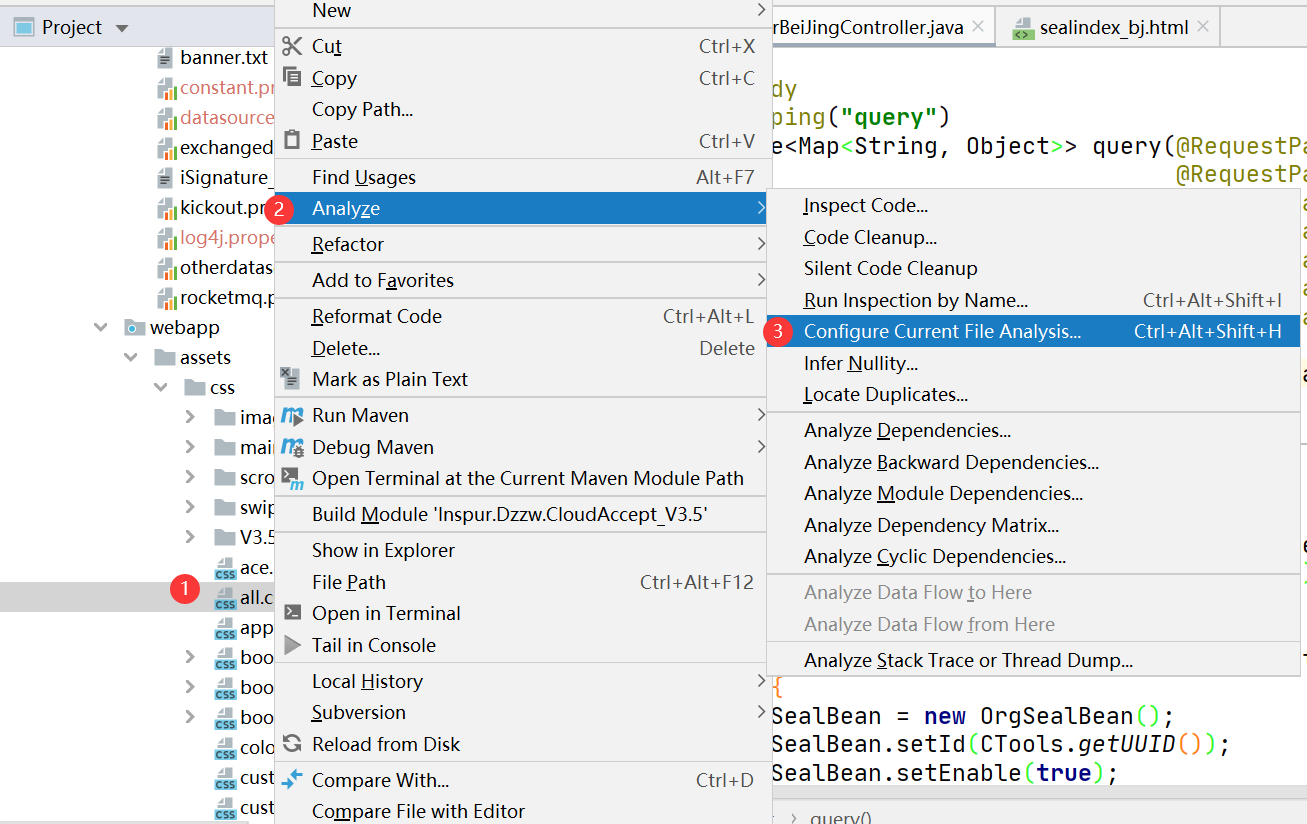 Project
banner.txt
constant.pr
datasource
exchanged
iSignature_
kickout.pr
log4j.prope
otherdatas
rocketmq.p
webapp
assets
css
imag
main
scro
swip
V3.5
ace.
1
all.c
app
boo
boo
boo
colo
cust
cust
New
Cut Ctrl+X
Copy Ctrl+C
Copy Path...
Paste Ctrl+V
Find Usages Alt+F7
2 Analyze
Refactor
Add to Favorites
Reformat Code Ctrl+Alt+L
Delete... Delete
Mark as Plain Text
Run Maven
Debug Maven
Open Terminal at the Current Maven Module Path
Build Module 'Inspur.Dzzw.CloudAccept_V3.5'
Show in Explorer
File Path Ctrl+Alt+F12
Open in Terminal
Tail in Console
Local History
Subversion
Reload from Disk
Compare With... Ctrl+D
Compare File with Editor
Inspect Code...
Code Cleanup...
Silent Code Cleanup
Run Inspection by Name... Ctrl+Alt+Shift+I
3 Configure Current File Analysis... Ctrl+Alt+Shift+H
Infer Nullity...
Locate Duplicates...
Analyze Dependencies...
Analyze Backward Dependencies...
Analyze Module Dependencies...
Analyze Dependency Matrix...
Analyze Cyclic Dependencies...
Analyze Data Flow to Here
Analyze Data Flow from Here
Analyze Stack Trace or Thread Dump...
rBeiJingController.java
sealindex_bj.html
dy
ping("query")
e<Map<String, Object>> query(@RequestPa
@RequestPa
{
SealBean = new OrgSealBean();
SealBean.setId(CTools.getUUID());
SealBean.setEnable(true);
query()